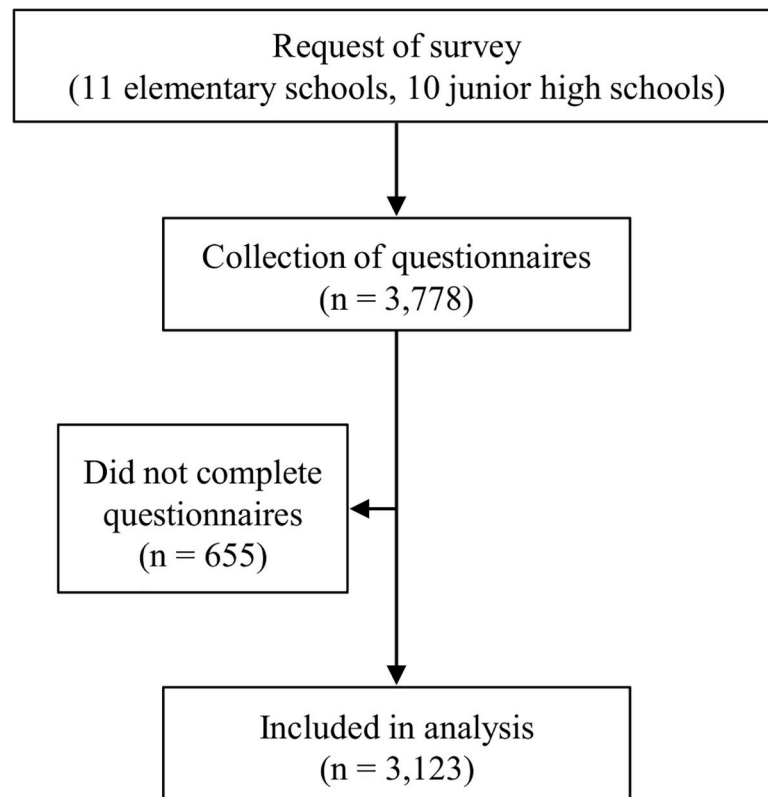 Request of survey
(11 elementary schools, 10 junior high schools)
Collection of questionnaires
(n = 3,778)
Did not complete
questionnaires
(n = 655)
Included in analysis
(n = 3,123)